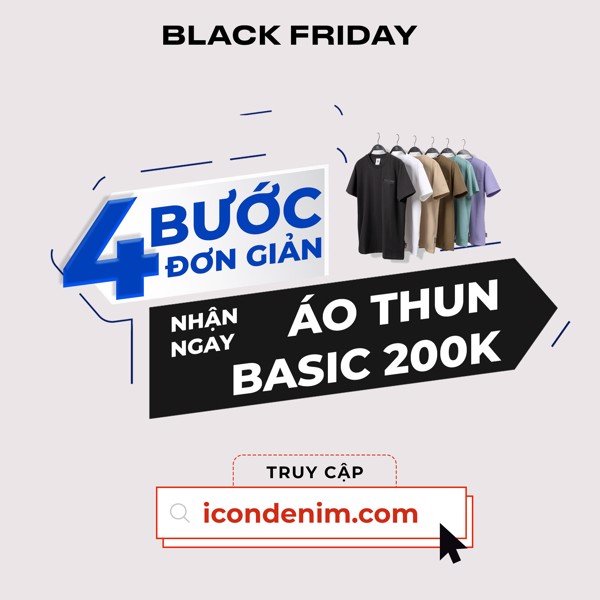 BLACK FRIDAY
4 BƯỚC
ĐƠN GIẢN
NHẬN
NGAY
ÁO THUN
BASIC 200K
TRUY CẬP
icondenim.com